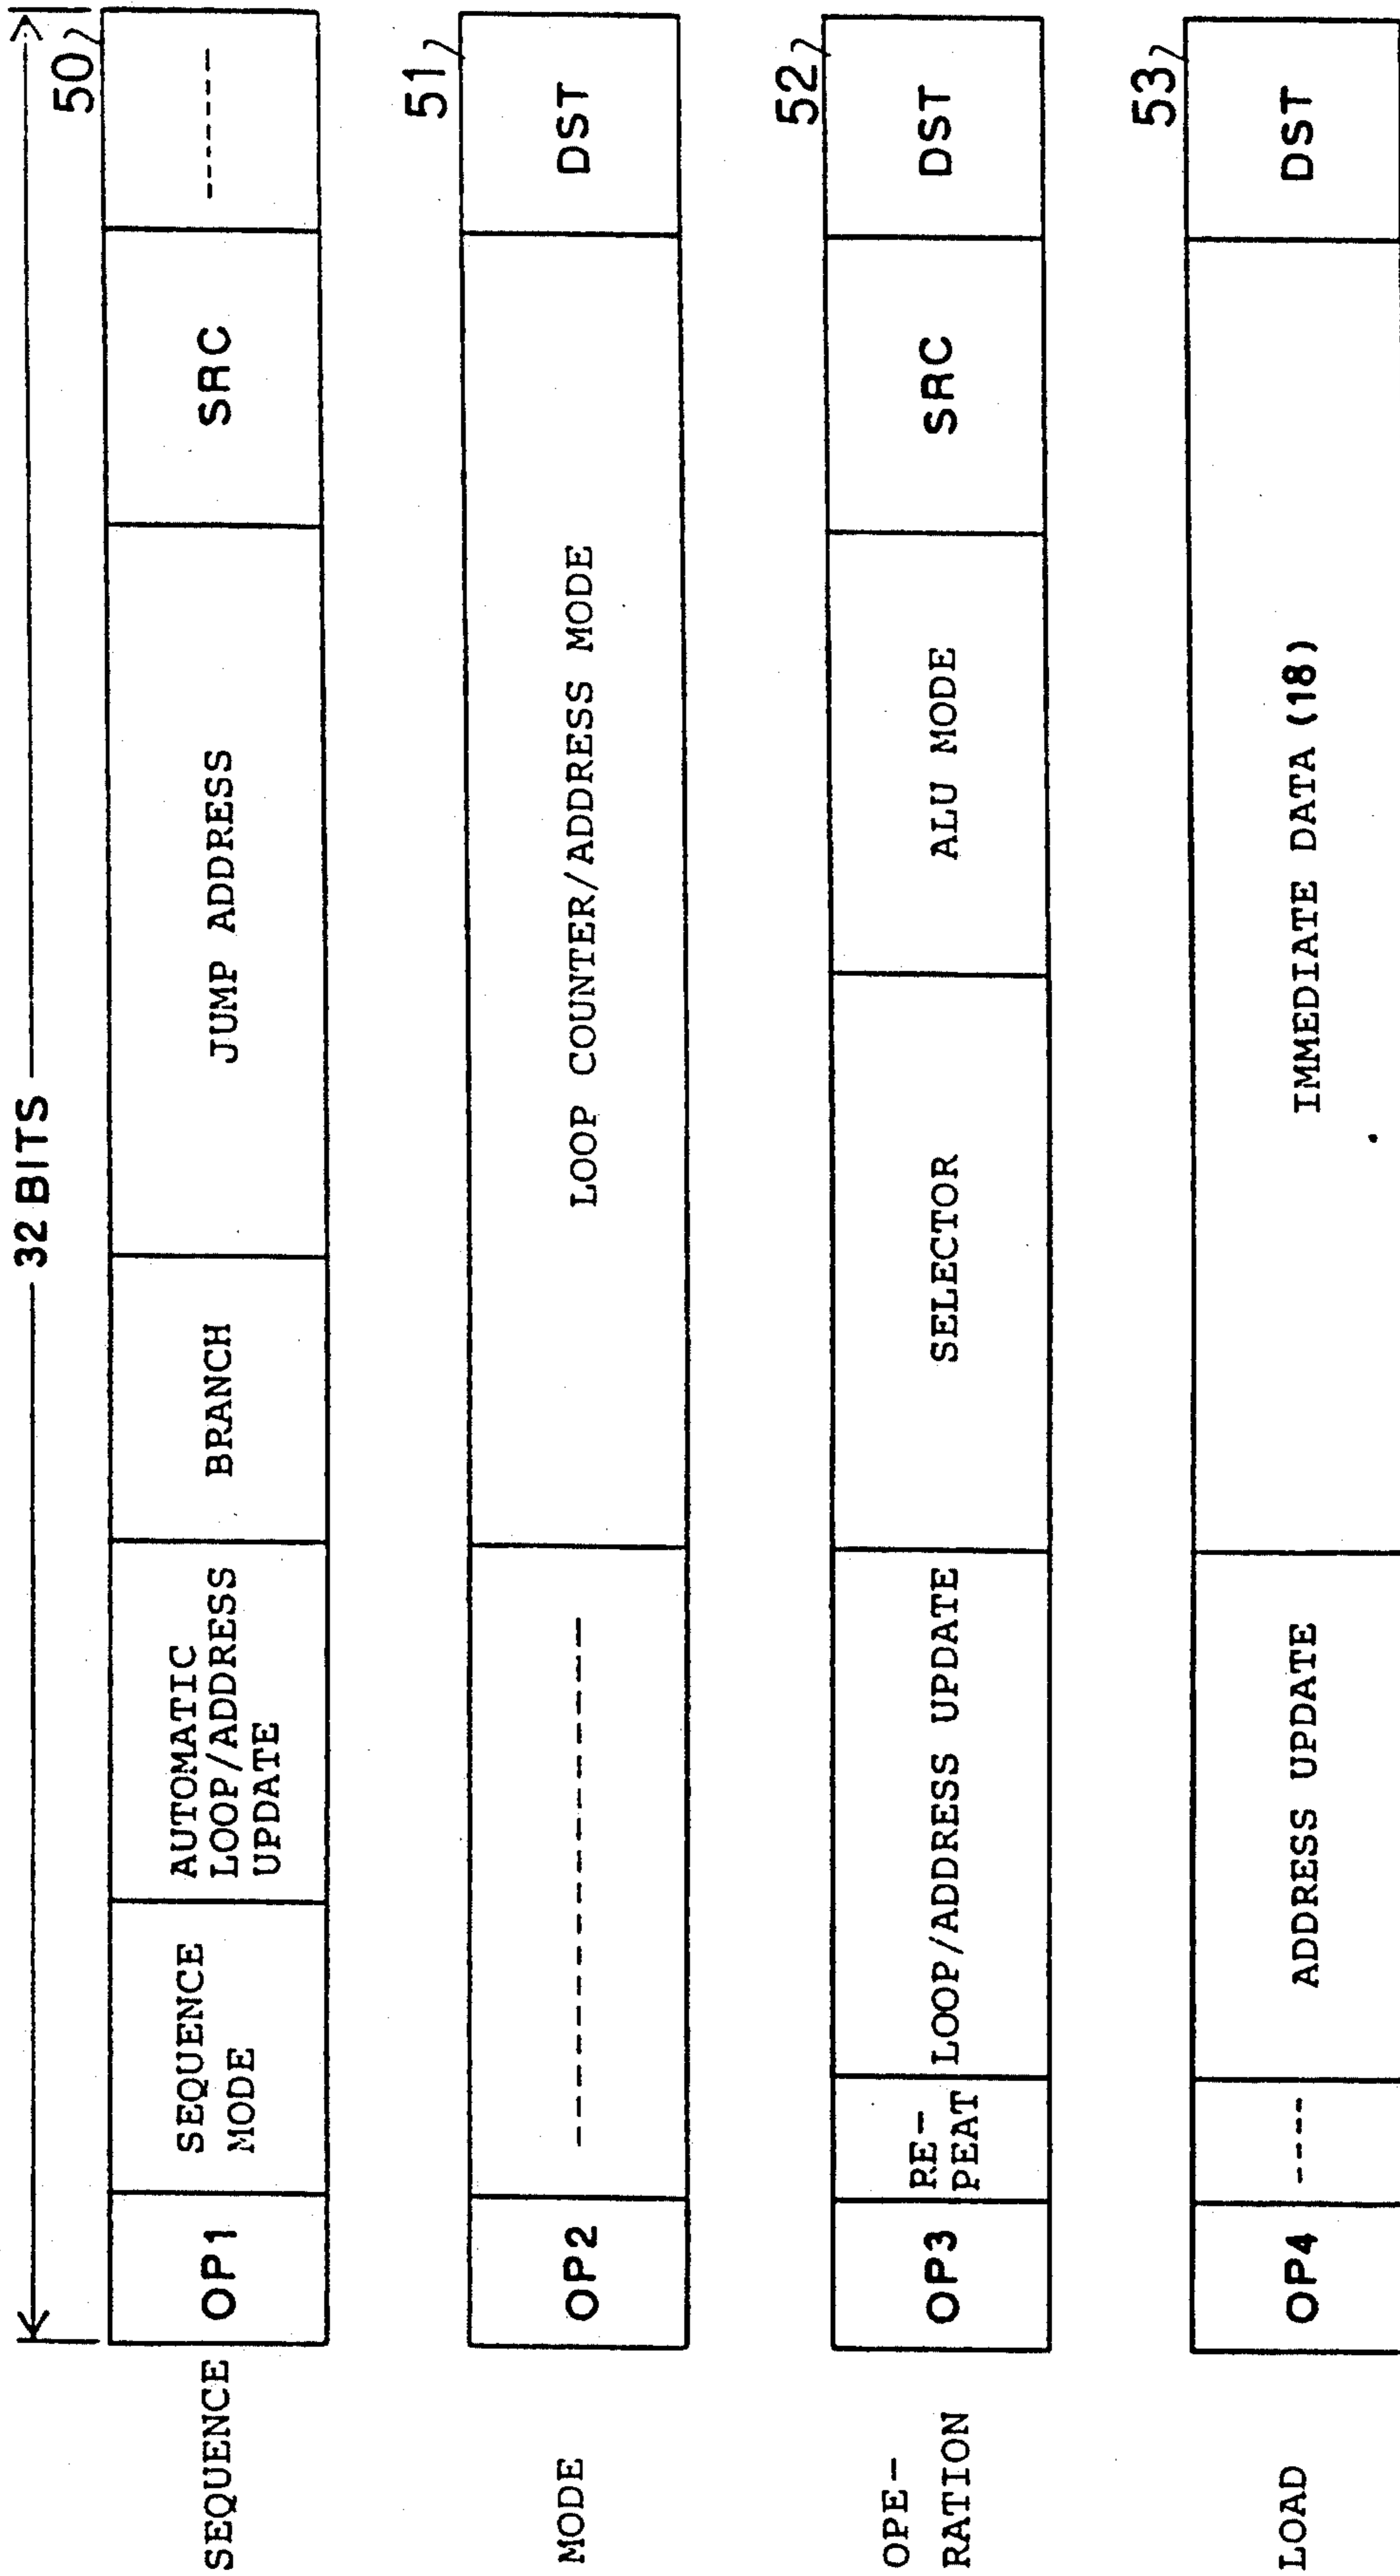 32 BITS
50
SEQUENCE
OP1
SEQUENCE
MODE
AUTOMATIC
LOOP/ADDRESS
UPDATE
BRANCH
JUMP ADDRESS
SRC
-------
51
MODE
OP2
----------------
LOOP COUNTER/ADDRESS MODE
DST
52
OPE-
RATION
OP3
RE-
PEAT
LOOP/ADDRESS UPDATE
SELECTOR
ALU MODE
SRC
DST
53
LOAD
OP4
----
ADDRESS UPDATE
IMMEDIATE DATA (18)
DST